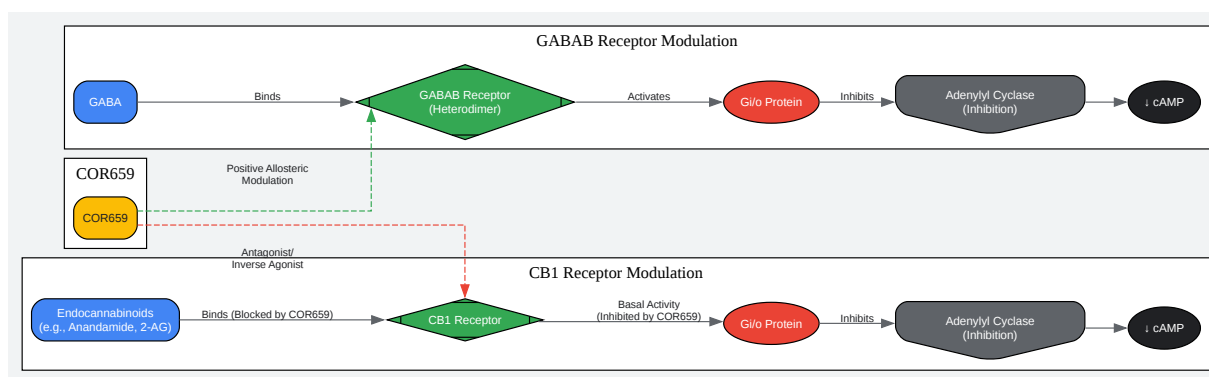 GABAB Receptor Modulation
GABA
Binds
GABAB Receptor
(Heterodimer)
Activates
Gi/o Protein
Inhibits
Adenylyl Cyclase
(Inhibition)
↓ cAMP
COR659
COR659
Positive Allosteric
Modulation
Antagonist/
Inverse Agonist
CB1 Receptor Modulation
Endocannabinoids
(e.g., Anandamide, 2-AG)
Binds (Blocked by COR659)
CB1 Receptor
Basal Activity
(Inhibited by COR659)
Gi/o Protein
Inhibits
Adenylyl Cyclase
(Inhibition)
↓ cAMP